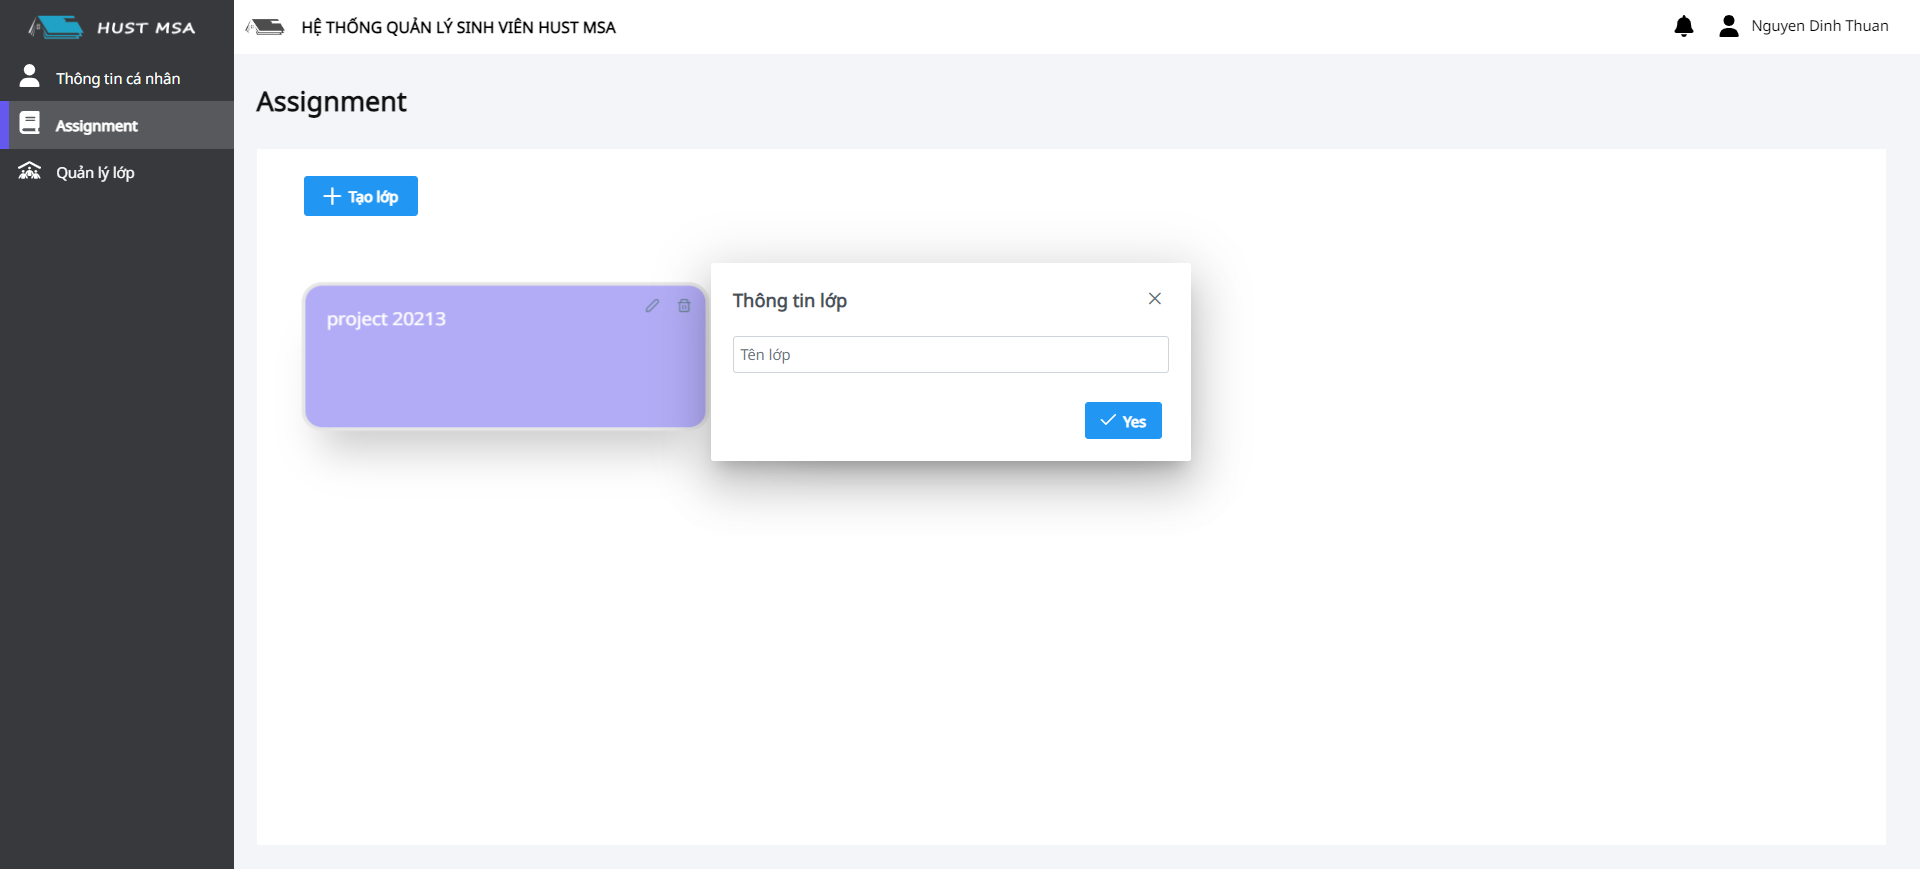 HUST MSA
HỆ THỐNG QUẢN LÝ SINH VIÊN HUST MSA
Nguyen Dinh Thuan
Thông tin cá nhân
Assignment
Quản lý lớp
Assignment
Tạo lớp
project 20213
Thông tin lớp
Tên lớp
Yes